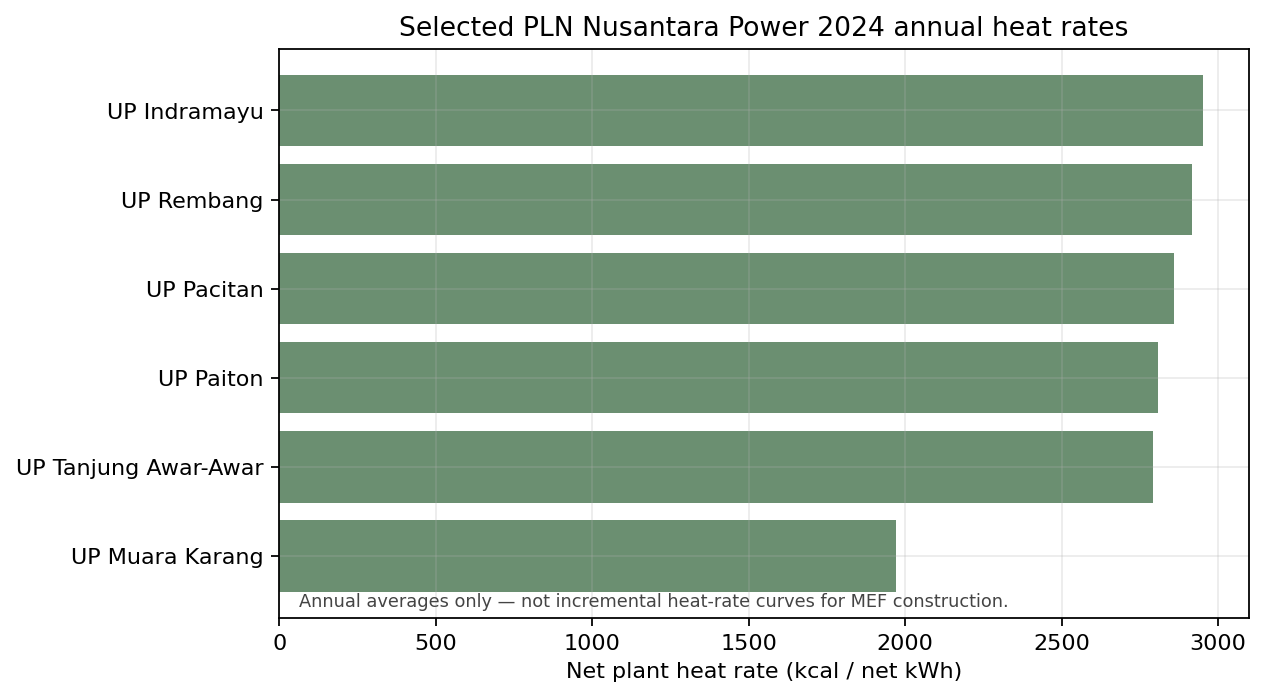 Selected PLN Nusantara Power 2024 annual heat rates
UP Indramayu
UP Rembang
UP Pacitan
UP Paiton
UP Tanjung Awar-Awar
UP Muara Karang
Annual averages only — not incremental heat-rate curves for MEF construction.
0 500 1000 1500 2000 2500 3000
Net plant heat rate (kcal / net kWh)